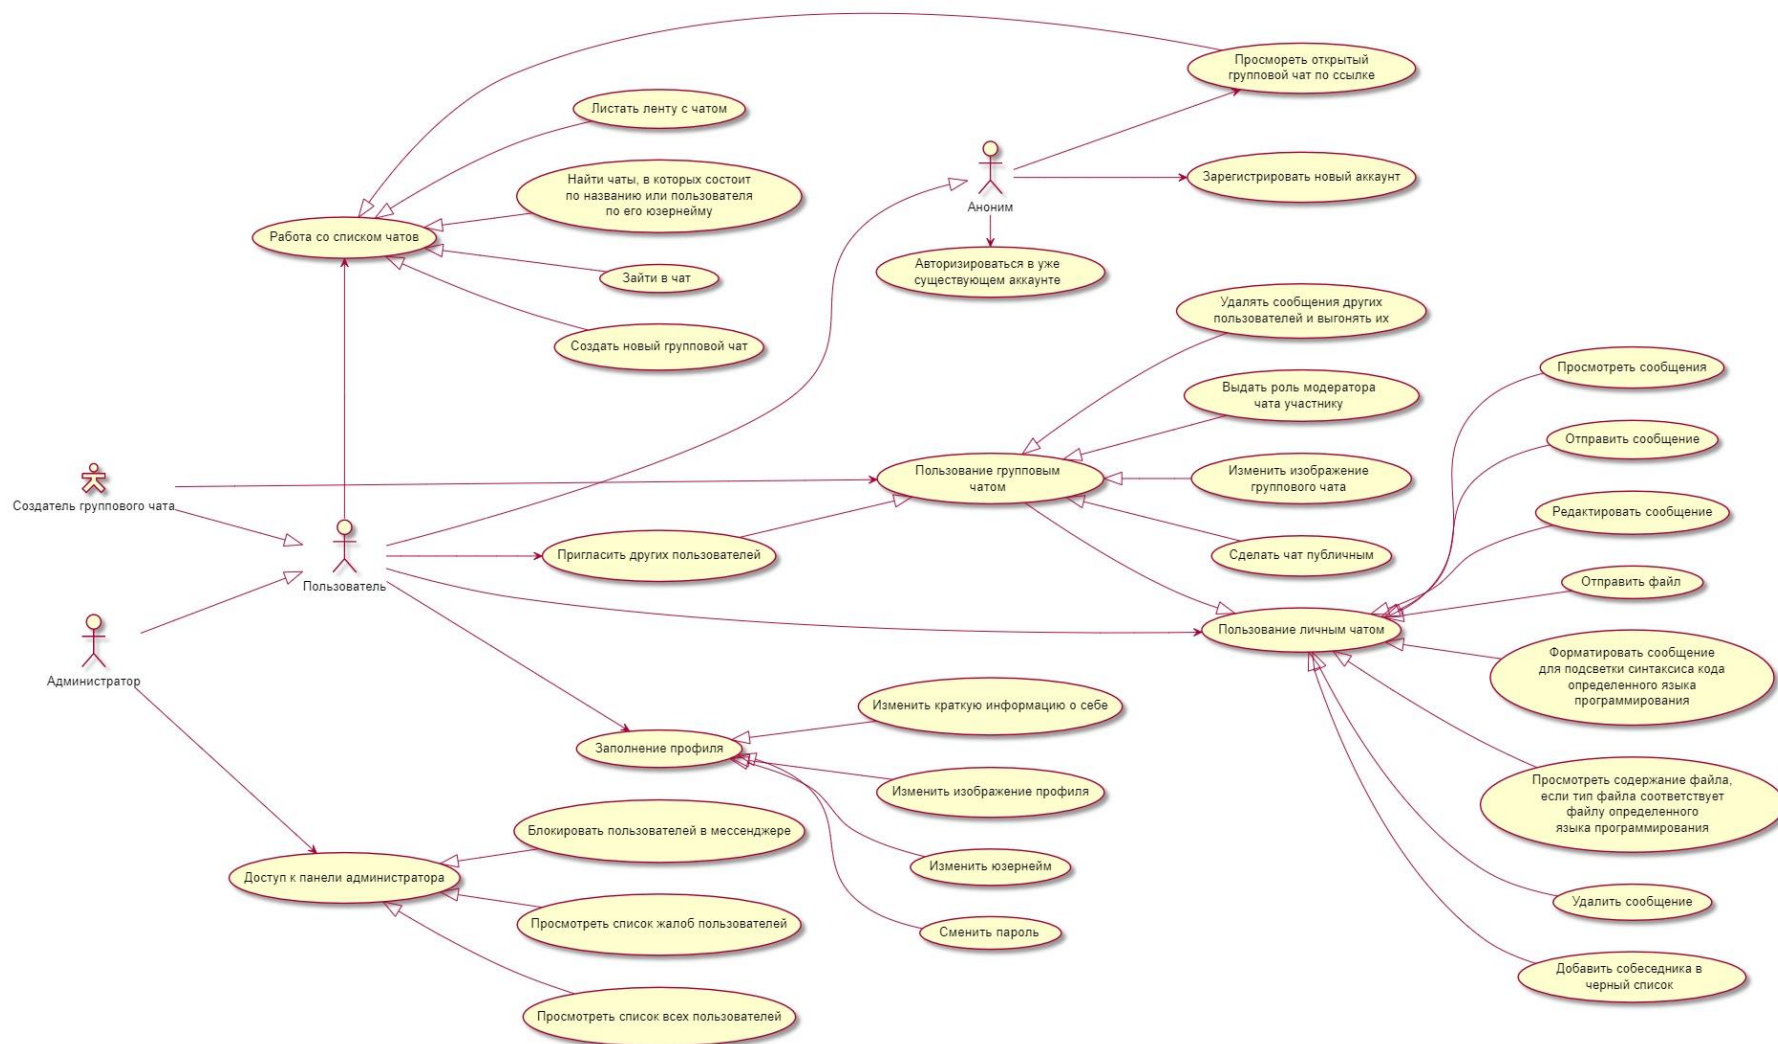 Просмореть открытый
групповой чат по ссылке
Листать ленту с чатом
Найти чаты, в которых состоит
по названию или пользователя
по его юзернейму
Аноним
Зарегистрировать новый аккаунт
Работа со списком чатов
Зайти в чат
Авторизироваться в уже
существующем аккаунте
Создать новый групповой чат
Удалять сообщения других
пользователей и выгонять их
Просмотреть сообщения
Выдать роль модератора
чата участнику
Отправить сообщение
Создатель группового чата
Пользование групповым
чатом
Изменить изображение
группового чата
Редактировать сообщение
Пользователь
Пригласить других пользователей
Сделать чат публичным
Отправить файл
Администратор
Пользование личным чатом
Форматировать сообщение
для подсветки синтаксиса кода
определенного языка
программирования
Изменить краткую информацию о себе
Заполнение профиля
Изменить изображение профиля
Просмотреть содержание файла,
если тип файла соответствует
файлу определенного
языка программирования
Блокировать пользователей в мессенджере
Изменить юзернейм
Доступ к панели администратора
Просмотреть список жалоб пользователей
Сменить пароль
Удалить сообщение
Добавить собеседника в
черный список
Просмотреть список всех пользователей